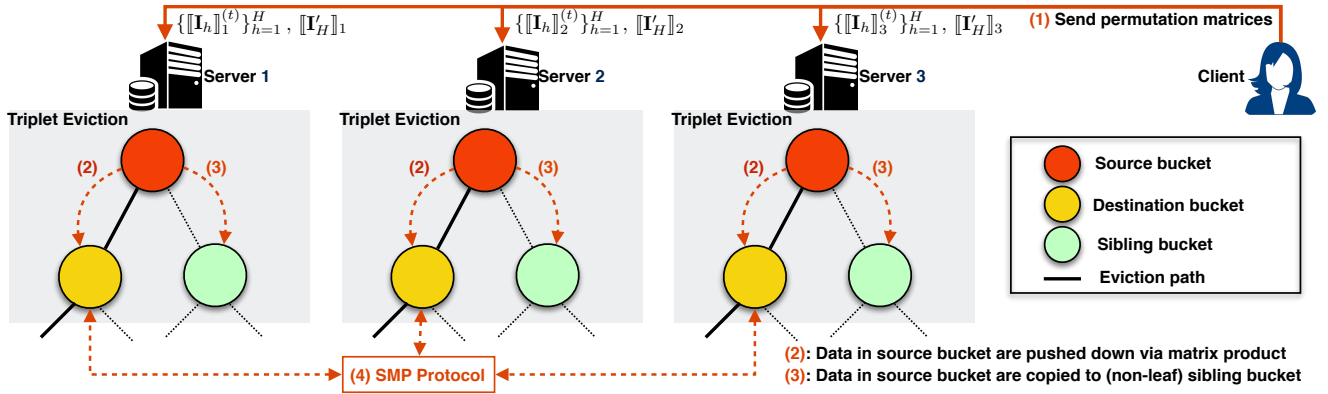 {⟦I_h⟧_1^(t)}_{h=1}^H , ⟦I'_H⟧_1
{⟦I_h⟧_2^(t)}_{h=1}^H , ⟦I'_H⟧_2
{⟦I_h⟧_3^(t)}_{h=1}^H , ⟦I'_H⟧_3
(1) Send permutation matrices
Server 1
Server 2
Server 3
Client
Triplet Eviction
(2)
(3)
Triplet Eviction
(2)
(3)
Triplet Eviction
(2)
(3)
Source bucket
Destination bucket
Sibling bucket
Eviction path
(4) SMP Protocol
(2): Data in source bucket are pushed down via matrix product
(3): Data in source bucket are copied to (non-leaf) sibling bucket